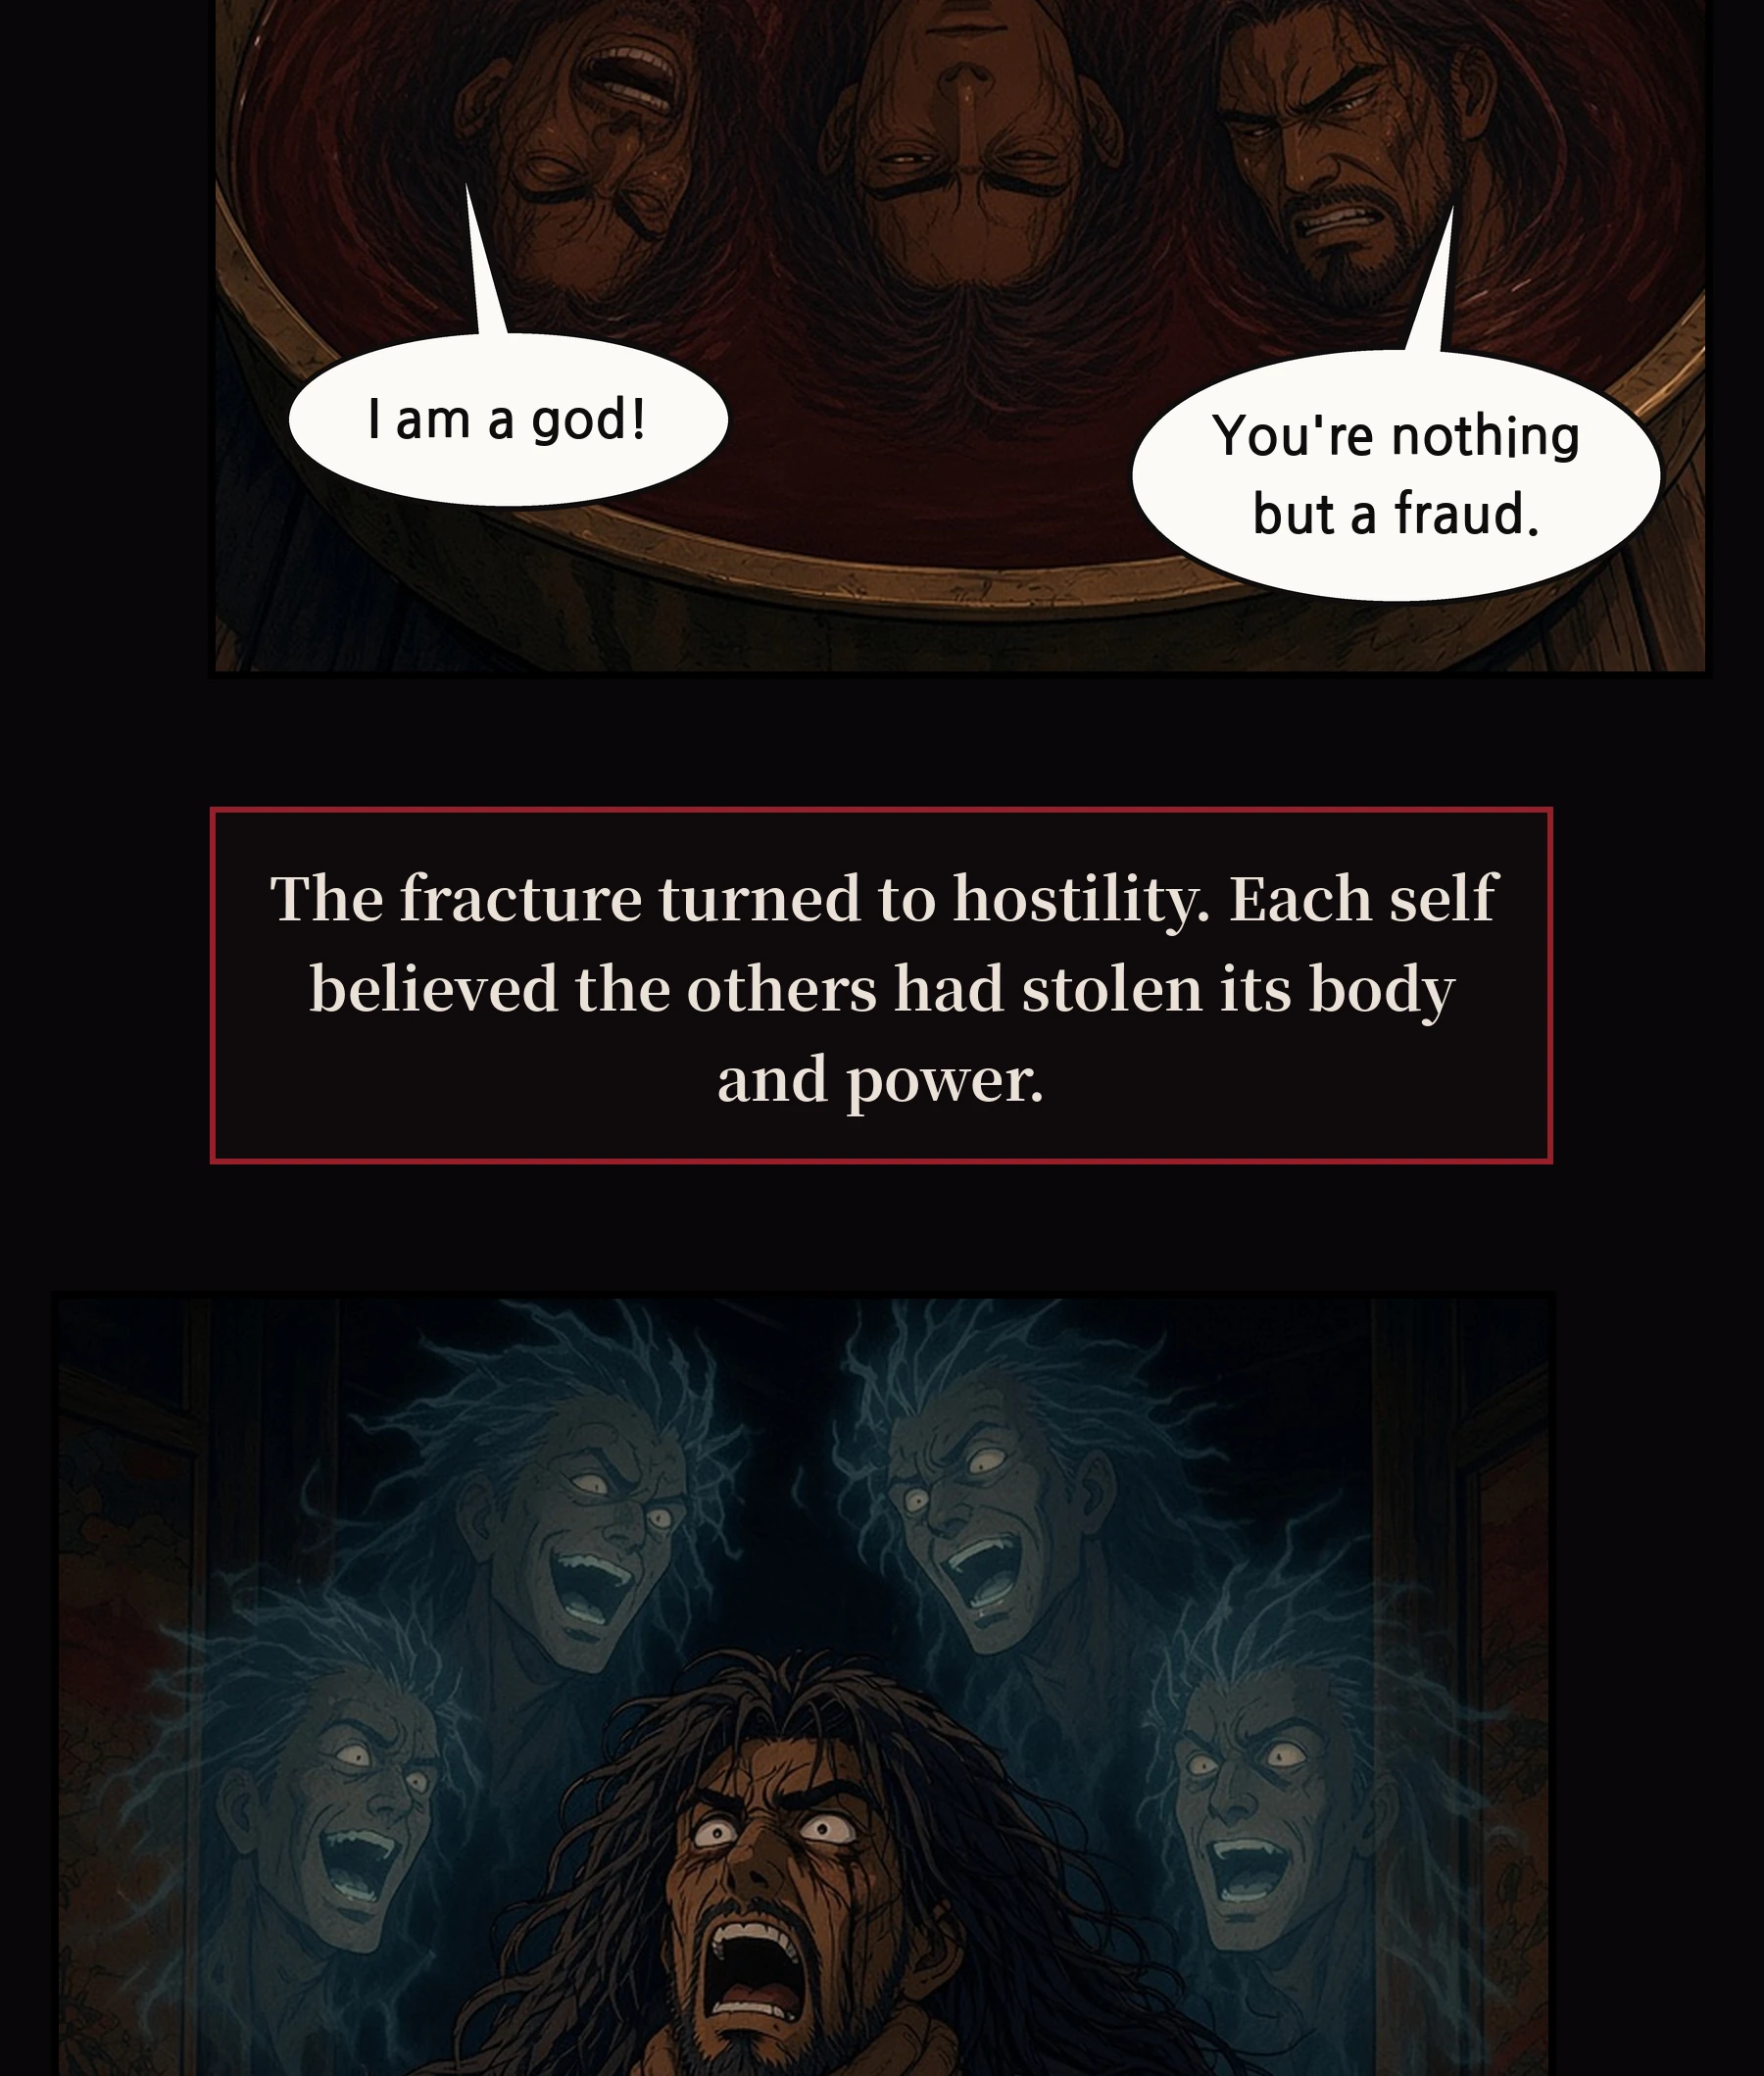 I am a god!
You're nothing
but a fraud.
The fracture turned to hostility. Each self
believed the others had stolen its body
and power.